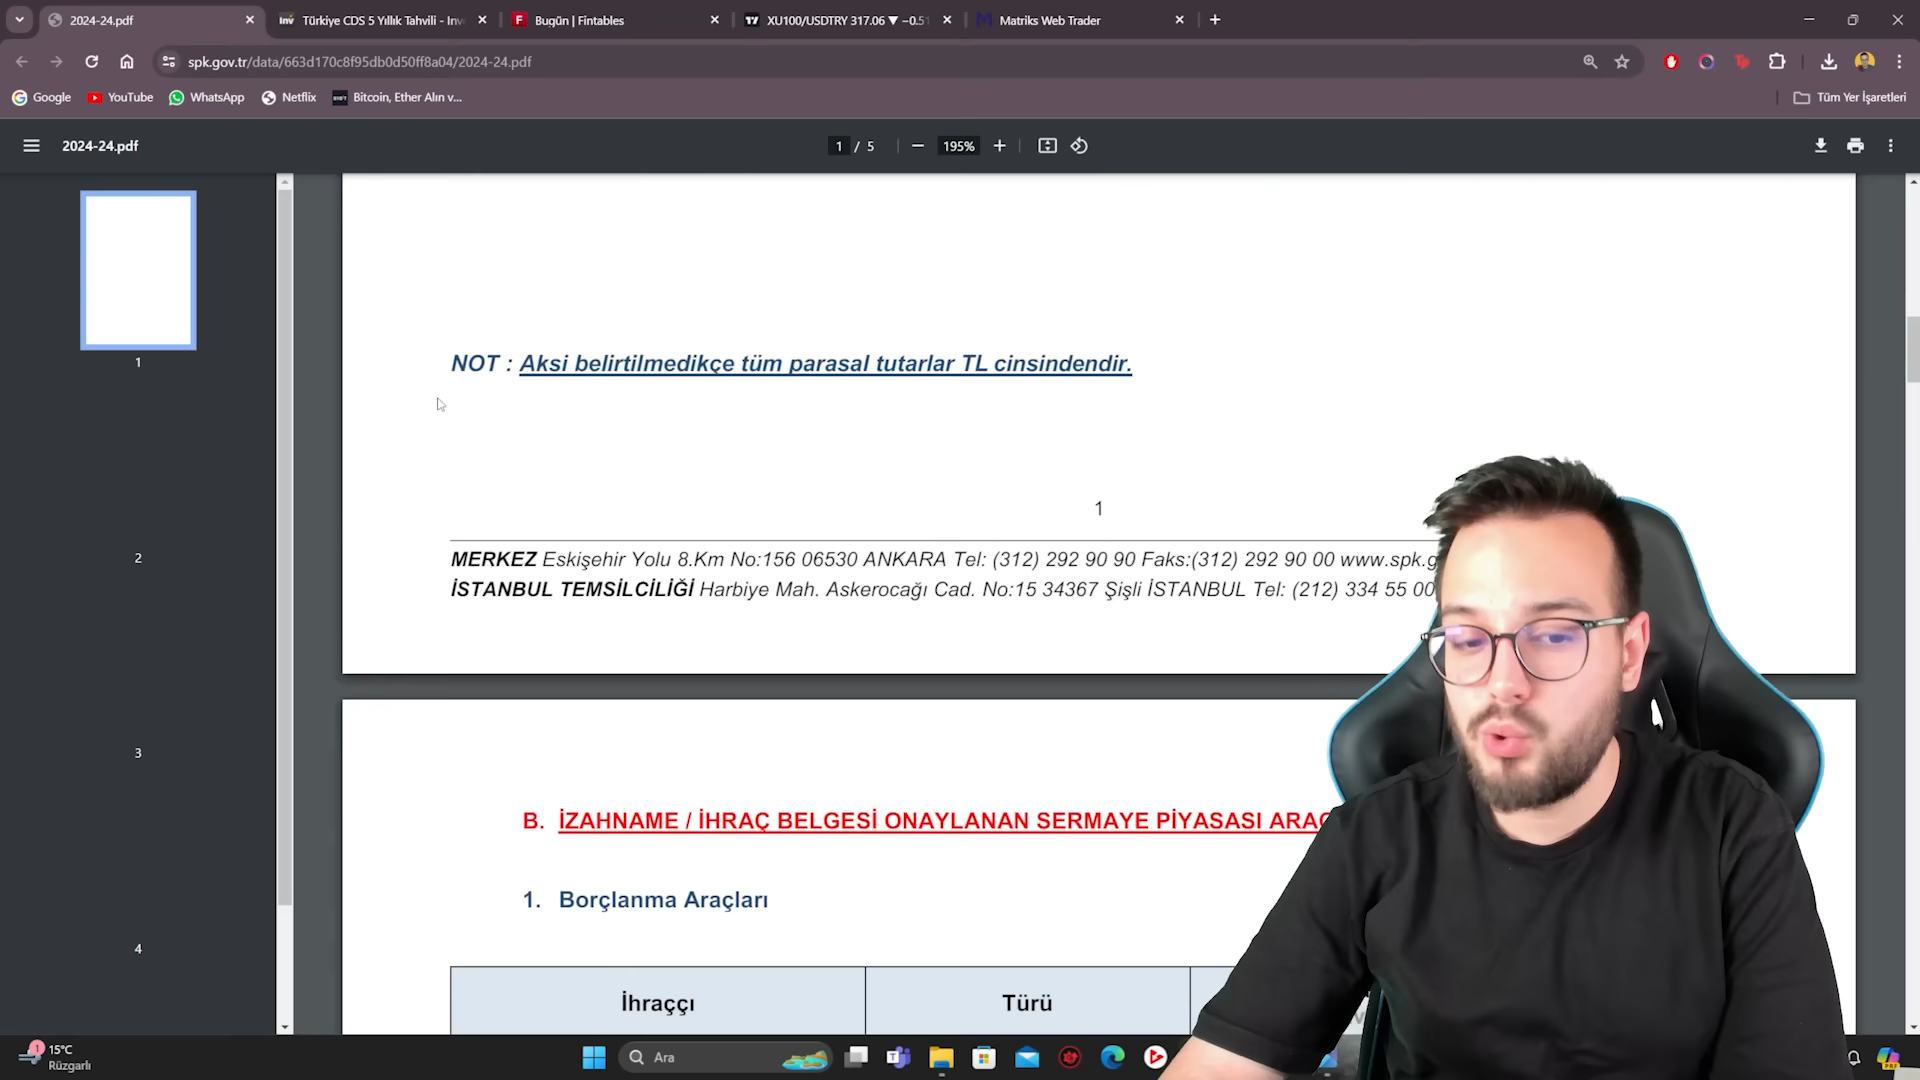 2024-24.pdf
Türkiye CDS 5 Yıllık Tahvili - Inv
Bugün | Fintables
XU100/USDTRY 317.06 ▼ −0.51
Matriks Web Trader
spk.gov.tr/data/663d170c8f95db0d50ff8a04/2024-24.pdf
Google
YouTube
WhatsApp
Netflix
Bitcoin, Ether Alın v...
Tüm Yer İşaretleri
2024-24.pdf
1 / 5
195%
1
2
3
4
NOT : Aksi belirtilmedikçe tüm parasal tutarlar TL cinsindendir.
1
MERKEZ Eskişehir Yolu 8.Km No:156 06530 ANKARA Tel: (312) 292 90 90 Faks:(312) 292 90 00 www.spk.g
İSTANBUL TEMSİLCİLİĞİ Harbiye Mah. Askerocağı Cad. No:15 34367 Şişli İSTANBUL Tel: (212) 334 55 00
B. İZAHNAME / İHRAÇ BELGESİ ONAYLANAN SERMAYE PİYASASI ARAÇ
1. Borçlanma Araçları
İhraççı
Türü
1
15°C
Rüzgarlı
Ara